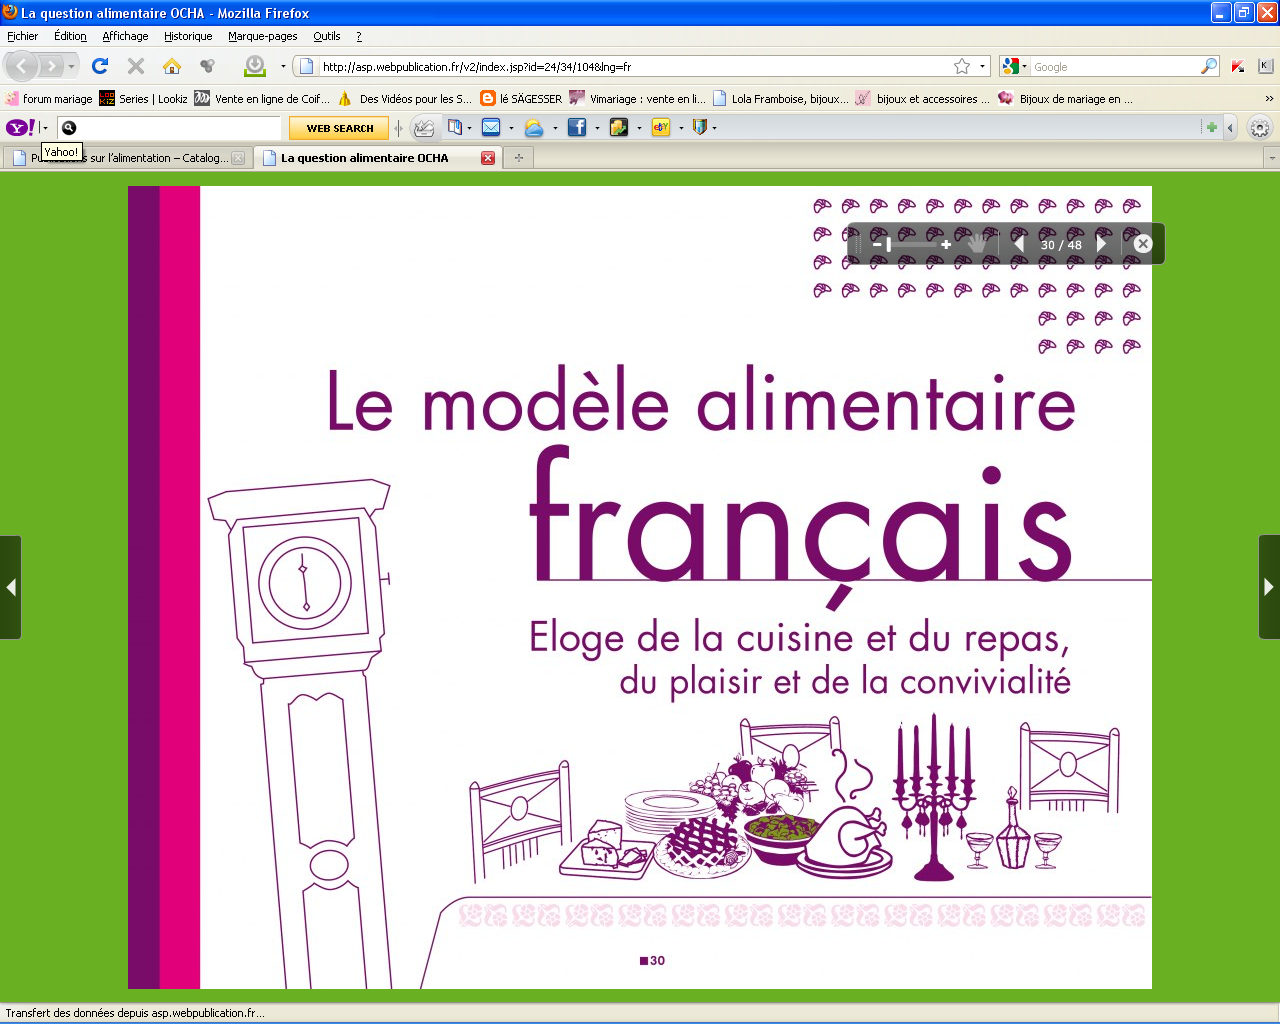 La question alimentaire OCHA - Mozilla Firefox
Fichier Édition Affichage Historique Marque-pages Outils ?
http://asp.webpublication.fr/v2/index.jsp?id=24/34/104&lng=fr Google
forum mariage Series | Lookiz Vente en ligne de Coif... Des Vidéos pour les S... lé SÄGESSER Vimariage : vente en li... Lola Framboise, bijoux... bijoux et accessoires ... Bijoux de mariage en ... »
Y! WEB SEARCH
Publications sur l'alimentation – Catalog... La question alimentaire OCHA
Yahoo!
30 / 48
Le modèle alimentaire
français
Eloge de la cuisine et du repas,
du plaisir et de la convivialité
30
Transfert des données depuis asp.webpublication.fr...